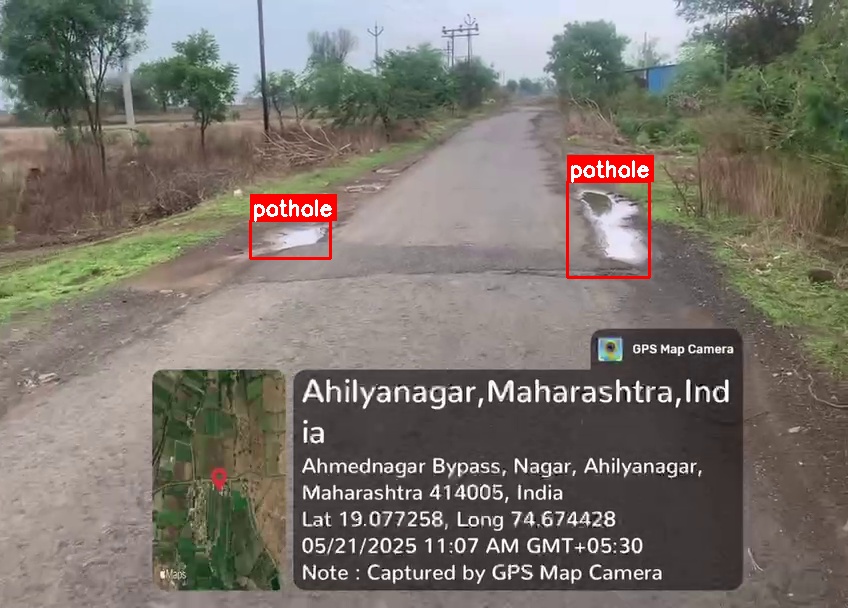 pothole
pothole
GPS Map Camera
Ahilyanagar,Maharashtra,Ind
ia
Ahmednagar Bypass, Nagar, Ahilyanagar,
Maharashtra 414005, India
Lat 19.077258, Long 74.674428
05/21/2025 11:07 AM GMT+05:30
Note : Captured by GPS Map Camera
Maps